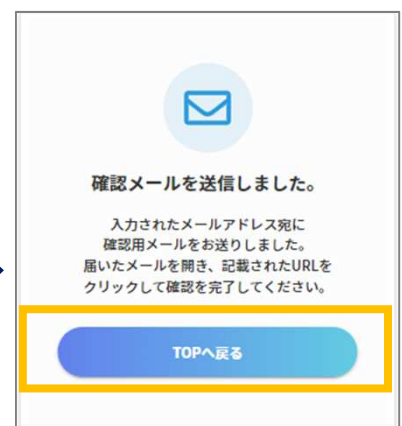 確認メールを送信しました。
入力されたメールアドレス宛に
確認用メールをお送りしました。
届いたメールを開き、記載されたURLを
クリックして確認を完了してください。
TOPへ戻る